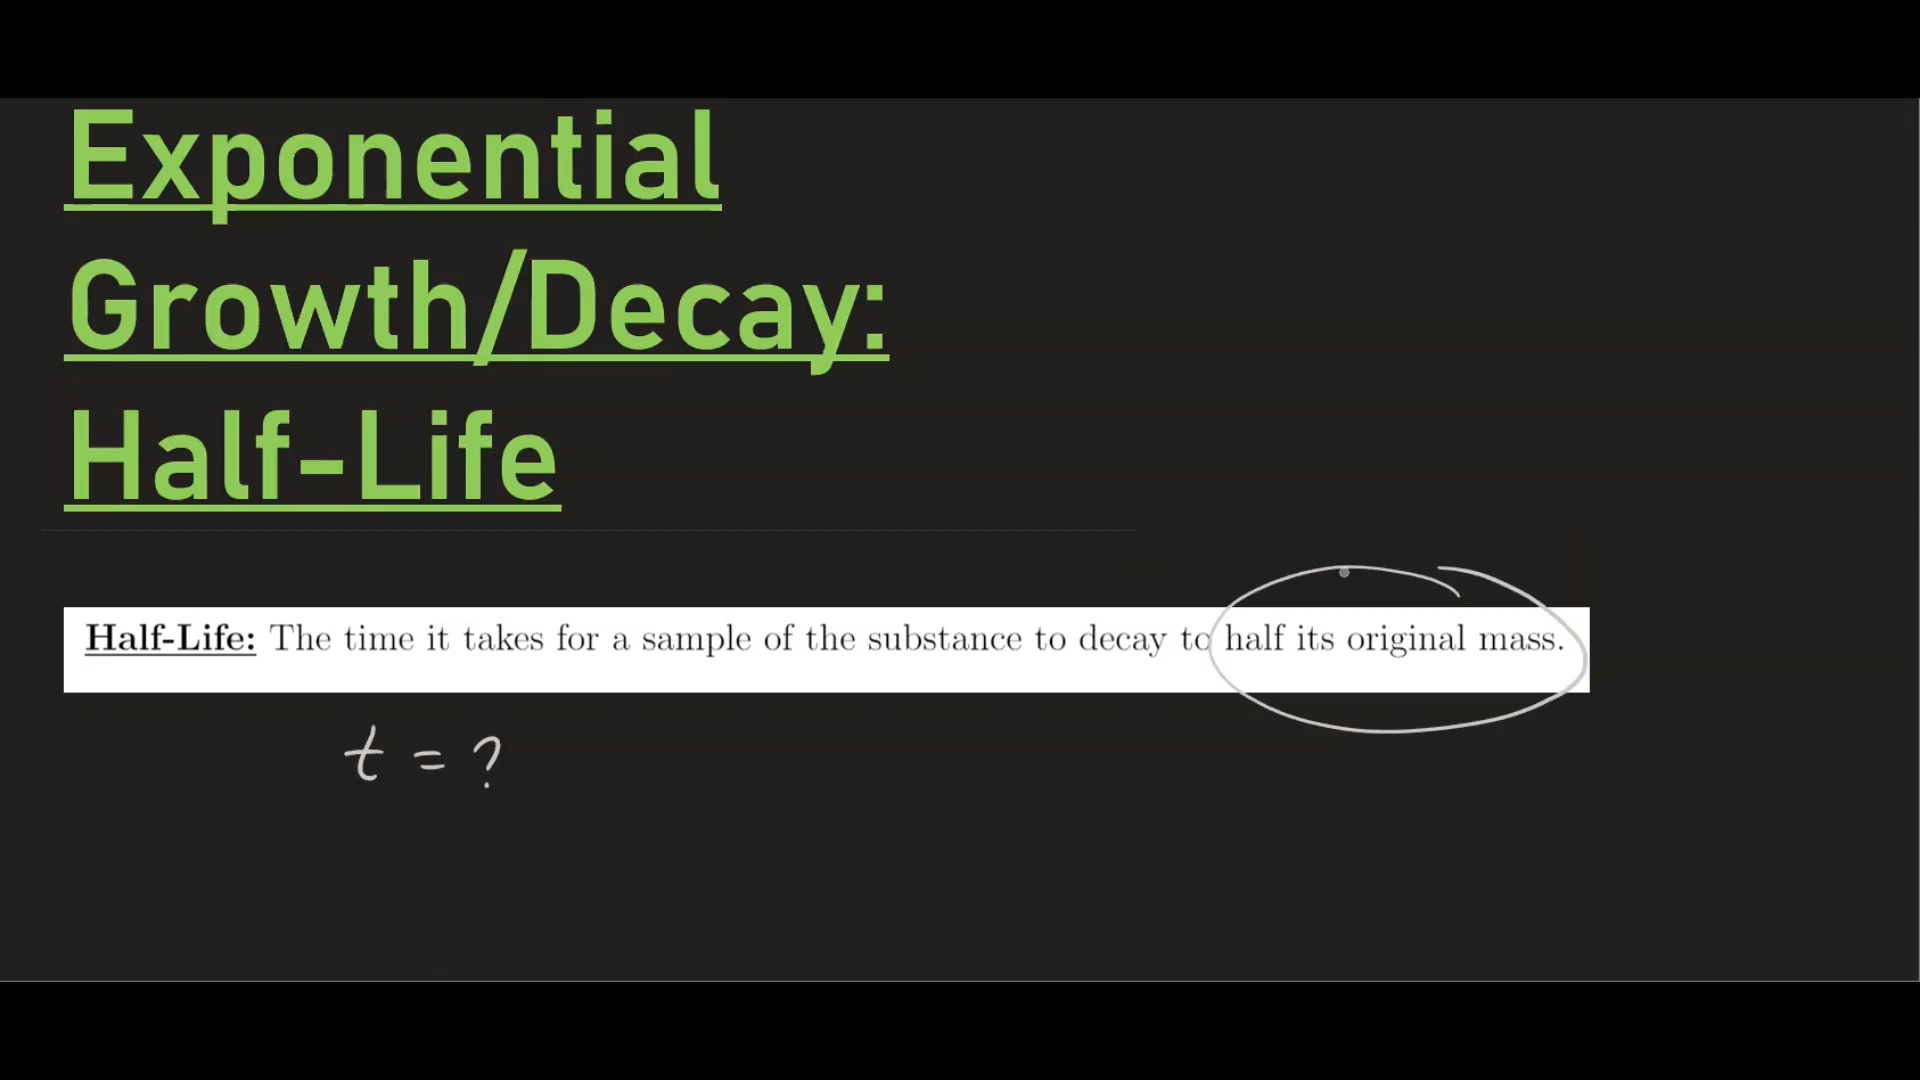 Exponential
Growth/Decay:
Half-Life
Half-Life: The time it takes for a sample of the substance to decay to half its original mass.
t = ?